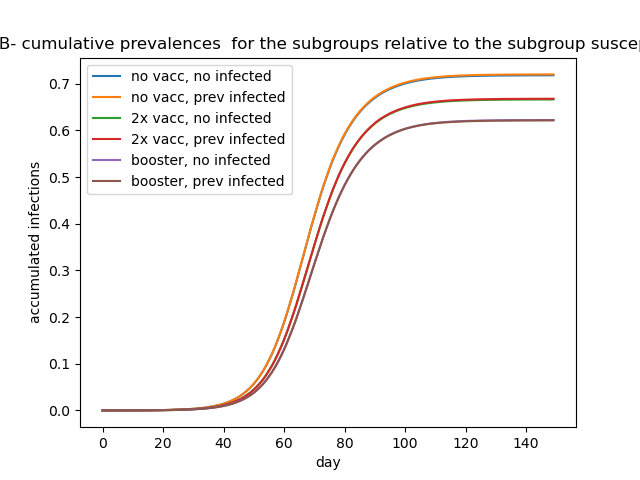 B- cumulative prevalences  for the subgroups relative to the subgroup
no vacc, no infected
no vacc, prev infected
2x vacc, no infected
2x vacc, prev infected
booster, no infected
booster, prev infected
accumulated infections
0.7
0.6
0.5
0.4
0.3
0.2
0.1
0.0
0 20 40 60 80 100 120 140
day